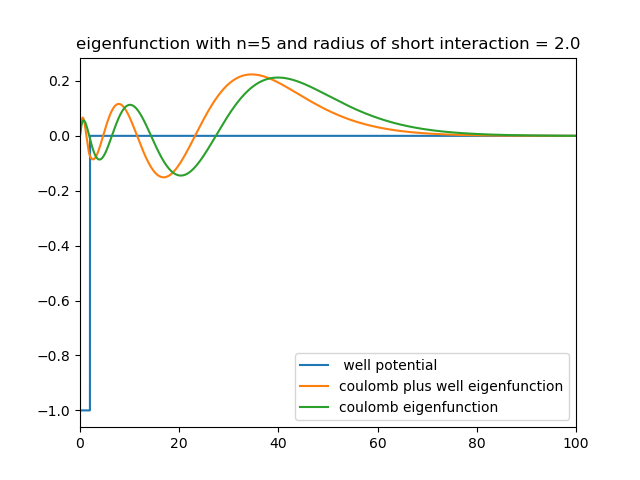 eigenfunction with n=5 and radius of short interaction = 2.0
0.2
0.0
−0.2
−0.4
−0.6
−0.8
−1.0
well potential
coulomb plus well eigenfunction
coulomb eigenfunction
0 20 40 60 80 100